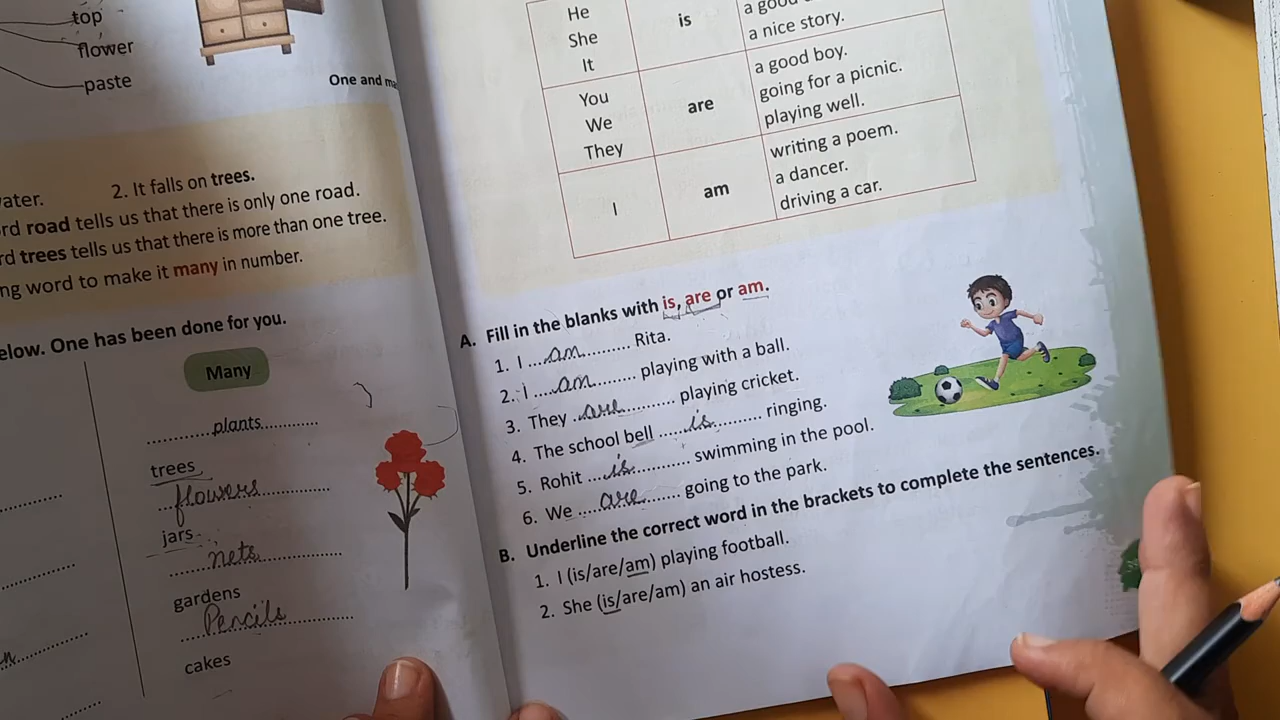 top
flower
paste
One and
ater.
2. It falls on trees.
rd road tells us that there is only one road.
rd trees tells us that there is more than one tree.
ng word to make it many in number.
elow. One has been done for you.
Many
plants
trees
flowers
jars
nets
gardens
Pencils
cakes
He
She
It
is
a good
a nice story.
You
We
They
are
a good boy.
going for a picnic.
playing well.
I
am
writing a poem.
a dancer.
driving a car.
A. Fill in the blanks with is, are or am.
1. I ...am.......... Rita.
2. I ....am........ playing with a ball.
3. They .are.......... playing cricket.
4. The school bell .....is.......... ringing.
5. Rohit ...is............ swimming in the pool.
6. We ....are....... going to the park.
B. Underline the correct word in the brackets to complete the sentences.
1. I (is/are/am) playing football.
2. She (is/are/am) an air hostess.